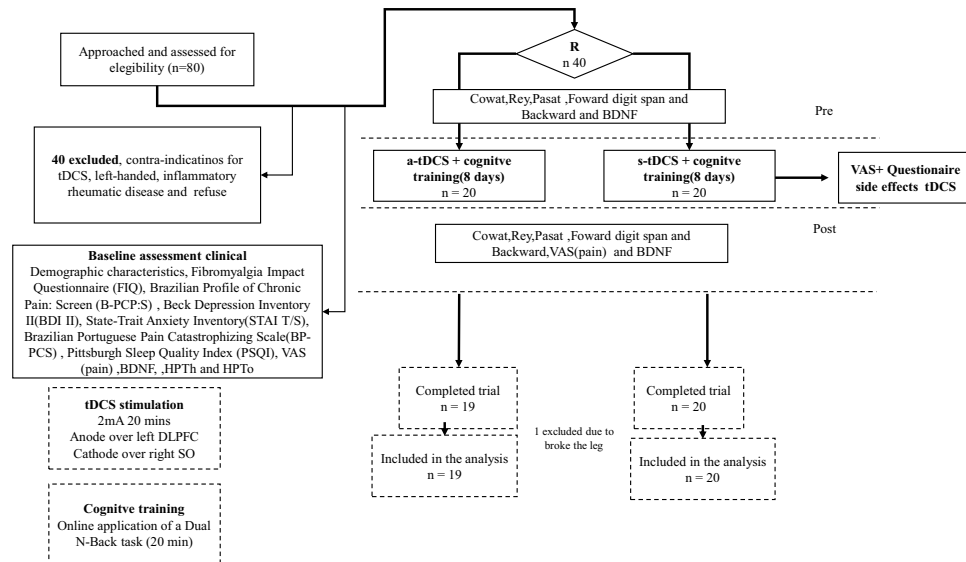 Approached and assessed for
elegibility (n=80)
R
n 40
Cowat,Rey,Pasat ,Foward digit span and
Backward and BDNF
Pre
40 excluded, contra-indicatinos for
tDCS, left-handed, inflammatory
rheumatic disease and refuse
a-tDCS + cognitve
training(8 days)
n = 20
s-tDCS + cognitve
training(8 days)
n = 20
VAS+ Questionaire
side effects tDCS
Post
Cowat,Rey,Pasat ,Foward digit span and
Backward,VAS(pain) and BDNF
Baseline assessment clinical
Demographic characteristics, Fibromyalgia Impact
Questionnaire (FIQ), Brazilian Profile of Chronic
Pain: Screen (B-PCP:S) , Beck Depression Inventory
II(BDI II), State-Trait Anxiety Inventory(STAI T/S),
Brazilian Portuguese Pain Catastrophizing Scale(BP-
PCS) , Pittsburgh Sleep Quality Index (PSQI), VAS
(pain) ,BDNF, ,HPTh and HPTo
tDCS stimulation
2mA 20 mins
Anode over left DLPFC
Cathode over right SO
Cognitve training
Online application of a Dual
N-Back task (20 min)
Completed trial
n = 19
Completed trial
n = 20
1 excluded due to
broke the leg
Included in the analysis
n = 19
Included in the analysis
n = 20